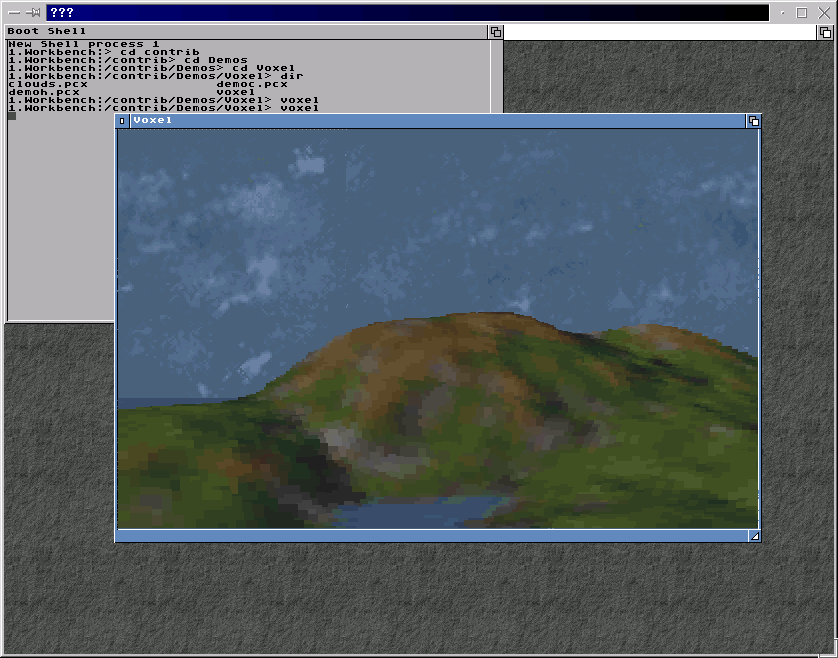 ???
Boot Shell
New Shell process 1
1.Workbench:> cd contrib
1.Workbench:/contrib> cd Demos
1.Workbench:/contrib/Demos> cd Voxel
1.Workbench:/contrib/Demos/Voxel> dir
clouds.pcx democ.pcx
demoh.pcx voxel
1.Workbench:/contrib/Demos/Voxel> voxel
1.Workbench:/contrib/Demos/Voxel> voxel
Voxel